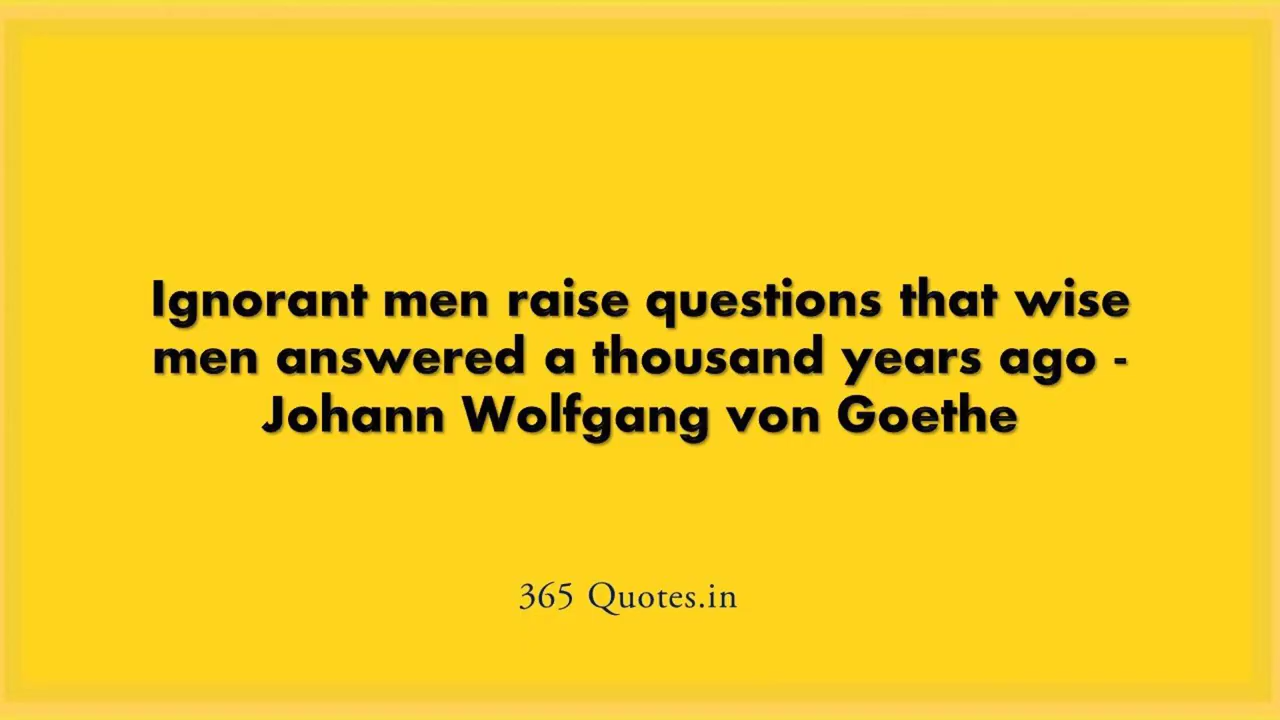 Ignorant men raise questions that wise
men answered a thousand years ago -
Johann Wolfgang von Goethe
365 Quotes.in